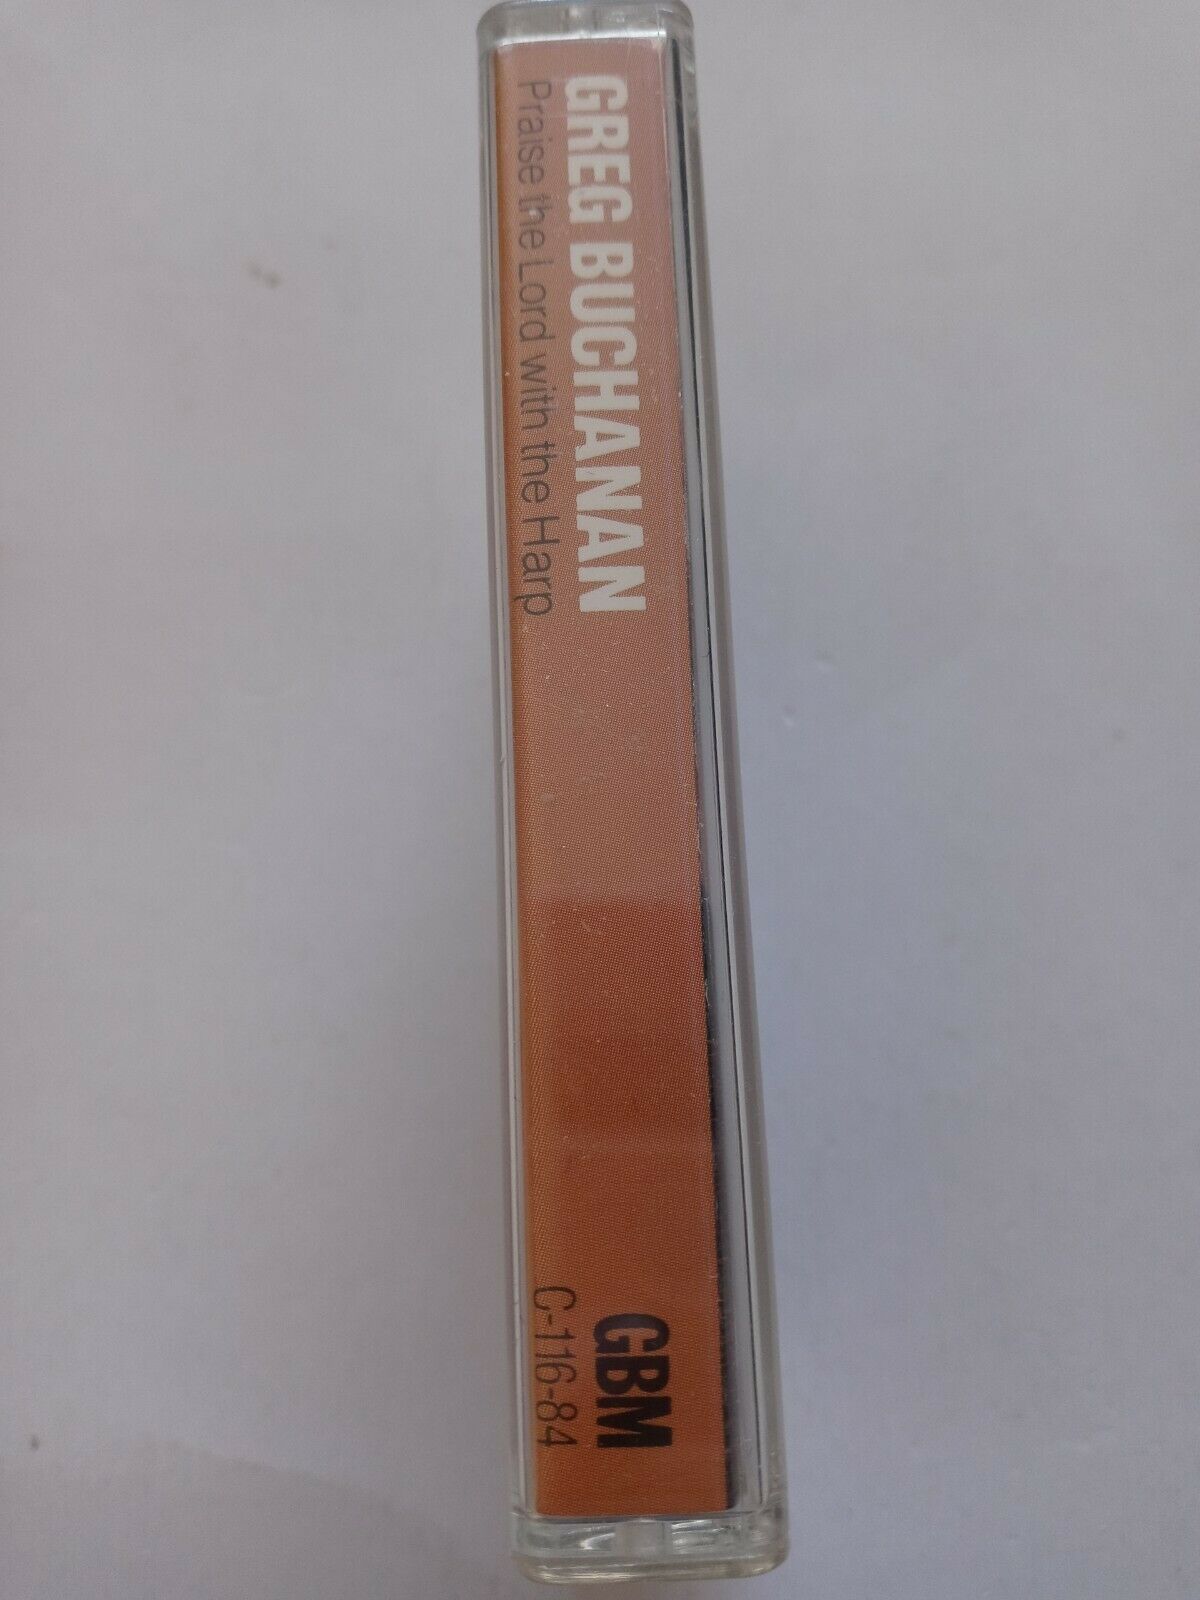 GREG BUCHANAN
Praise the Lord with the Harp
GBM
C-116-84